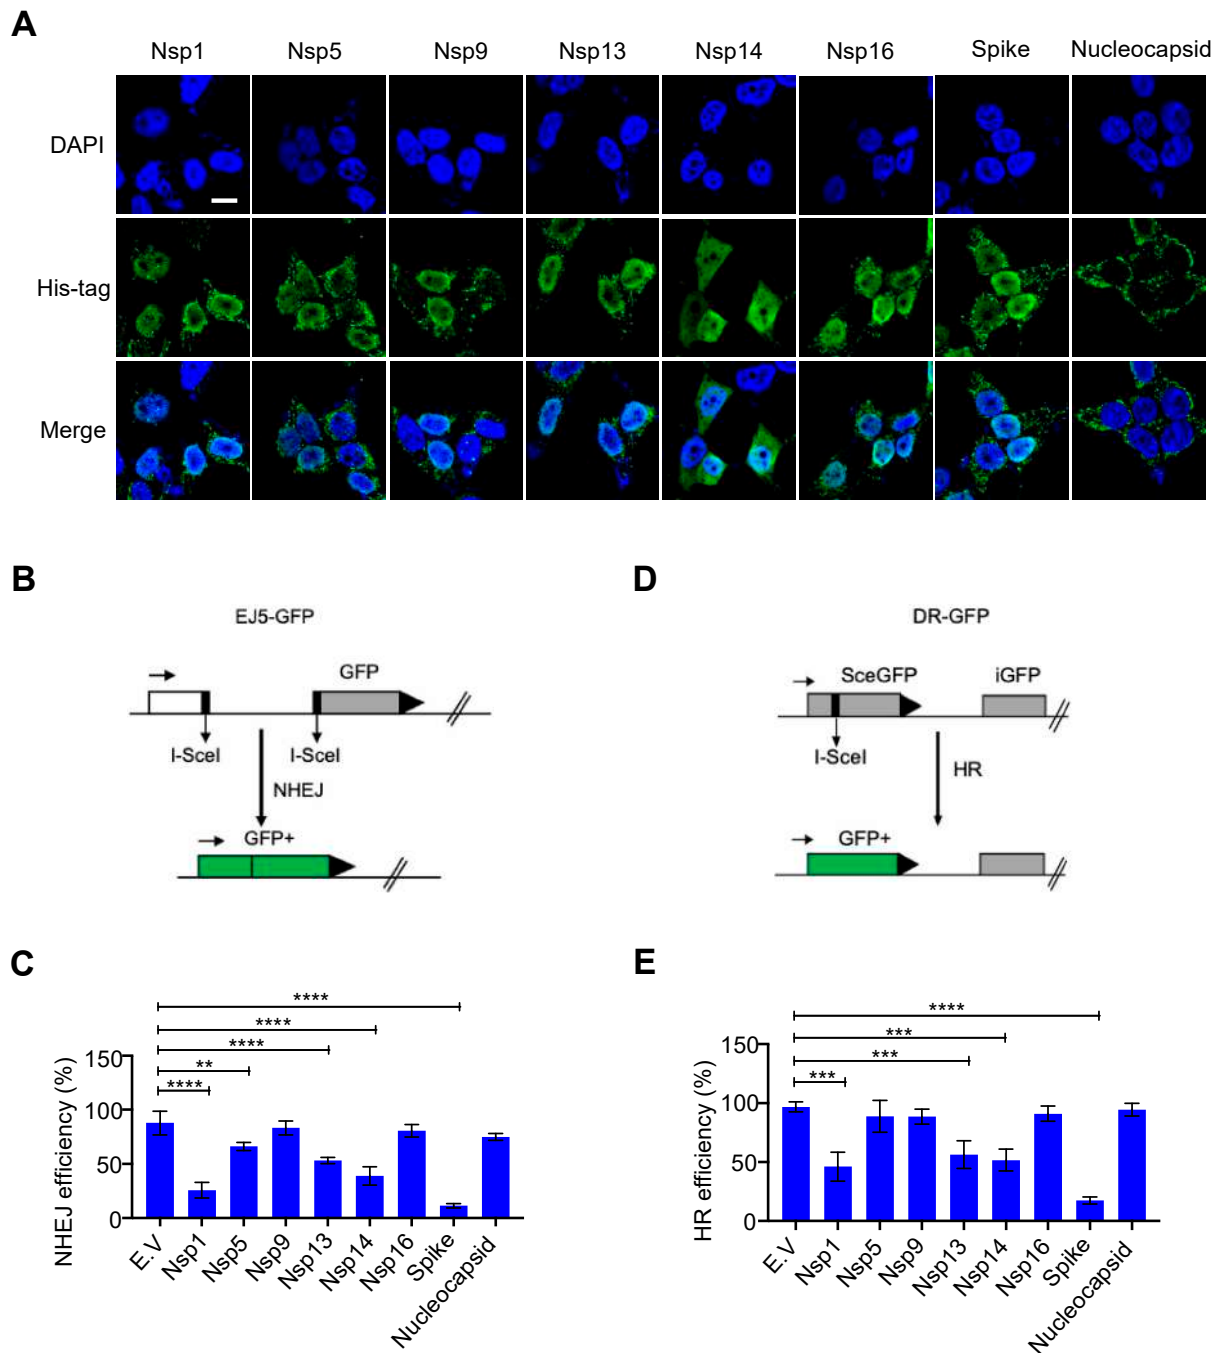 A
Nsp1 Nsp5 Nsp9 Nsp13 Nsp14 Nsp16 Spike Nucleocapsid
DAPI
His-tag
Merge
B
EJ5-GFP
GFP
I-SceI I-SceI
NHEJ
GFP+
D
DR-GFP
SceGFP iGFP
I-SceI
HR
GFP+
C
****
****
****
**
****
NHEJ efficiency (%)
150
100
50
0
E.V Nsp1 Nsp5 Nsp9 Nsp13 Nsp14 Nsp16 Spike Nucleocapsid
E
****
***
***
***
HR efficiency (%)
150
100
50
0
E.V Nsp1 Nsp5 Nsp9 Nsp13 Nsp14 Nsp16 Spike Nucleocapsid